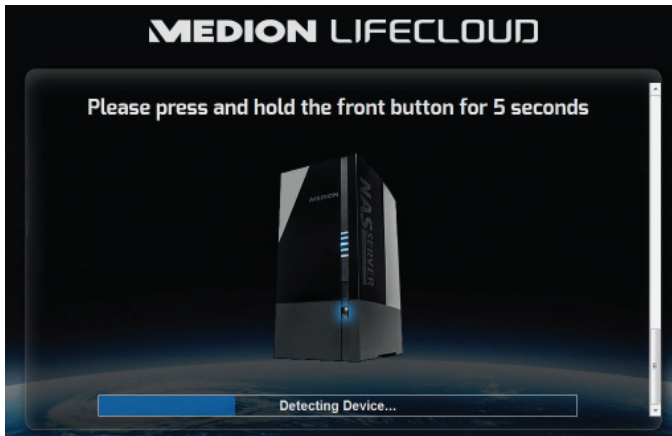 MEDION LIFECLOUD
Please press and hold the front button for 5 seconds
MEDION
NAS SERVER
Detecting Device...